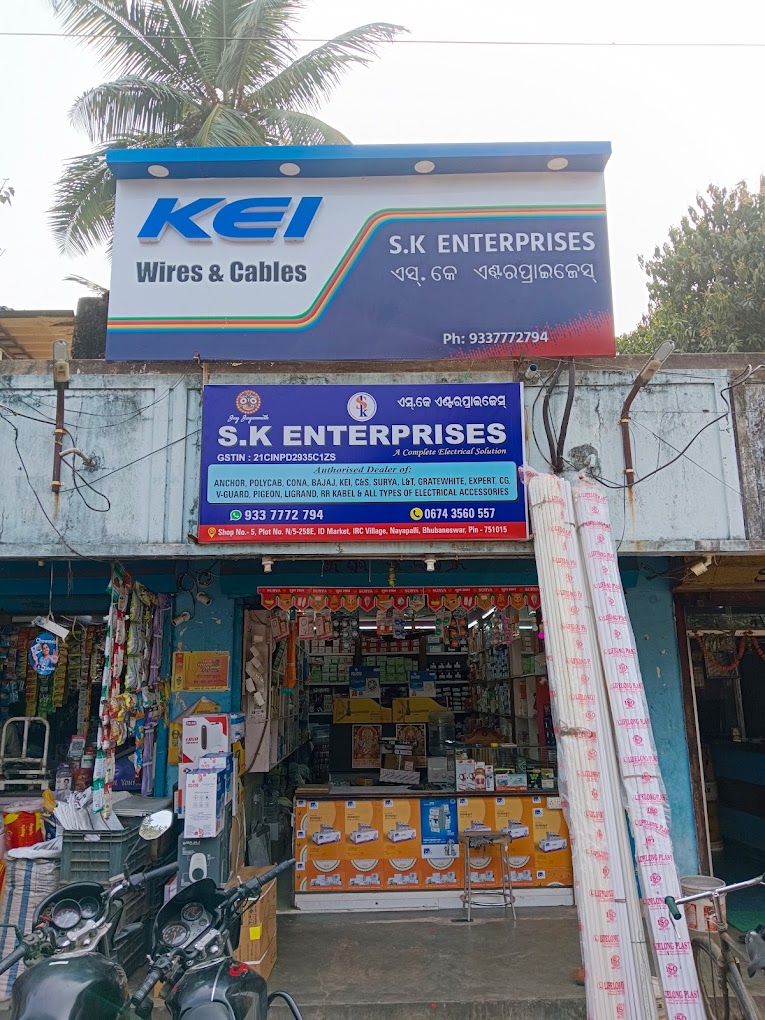 KEI
Wires & Cables
S.K ENTERPRISES
ଏସ୍. କେ ଏଣ୍ଟରପ୍ରାଇଜେସ୍
Ph: 9337772794
Jay Jagannath
SK
ଏସ୍.କେ ଏଣ୍ଟରପ୍ରାଇଜେସ୍
S.K ENTERPRISES
A Complete Electrical Solution
GSTIN : 21CINPD2935C1ZS
Authorised Dealer of:
ANCHOR, POLYCAB, CONA, BAJAJ, KEI, C&S, SURYA, L&T, GRATEWHITE, EXPERT, CG,
V-GUARD, PIGEON, LIGRAND, RR KABEL & ALL TYPES OF ELECTRICAL ACCESSORIES
933 7772 794
0674 3560 557
Shop No.- 5, Plot No. N/5-258E, ID Market, IRC Village, Nayapalli, Bhubaneswar, Pin - 751015
LIFELONG PLAST